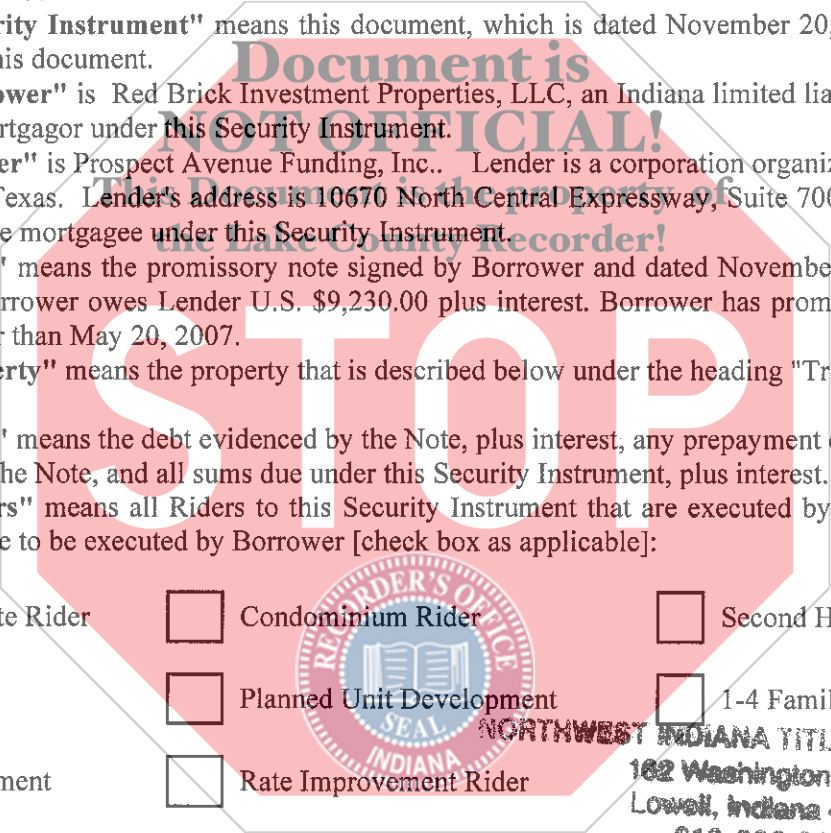 rity Instrument" means this document, which is dated November 20,
his document.
Document is
ower" is Red Brick Investment Properties, LLC, an Indiana limited lia
rtgagor under this Security Instrument.
NOT OFFICIAL!
er" is Prospect Avenue Funding, Inc.. Lender is a corporation organiz
Texas. Lender's address is 10670 North Central Expressway, Suite 700
This Document is the property of
e mortgagee under this Security Instrument.
the Lake County Recorder!
" means the promissory note signed by Borrower and dated Novembe
rrower owes Lender U.S. $9,230.00 plus interest. Borrower has prom
r than May 20, 2007.
erty" means the property that is described below under the heading "Tr
STOP
" means the debt evidenced by the Note, plus interest, any prepayment
he Note, and all sums due under this Security Instrument, plus interest.
rs" means all Riders to this Security Instrument that are executed by
e to be executed by Borrower [check box as applicable]:
te Rider Condominium Rider Second H
RECORDER'S OFFICE
SEAL
INDIANA
Planned Unit Development 1-4 Famil
NORTHWEST INDIANA TITL
162 Washington
ment Rate Improvement Rider
Lowell, Indiana